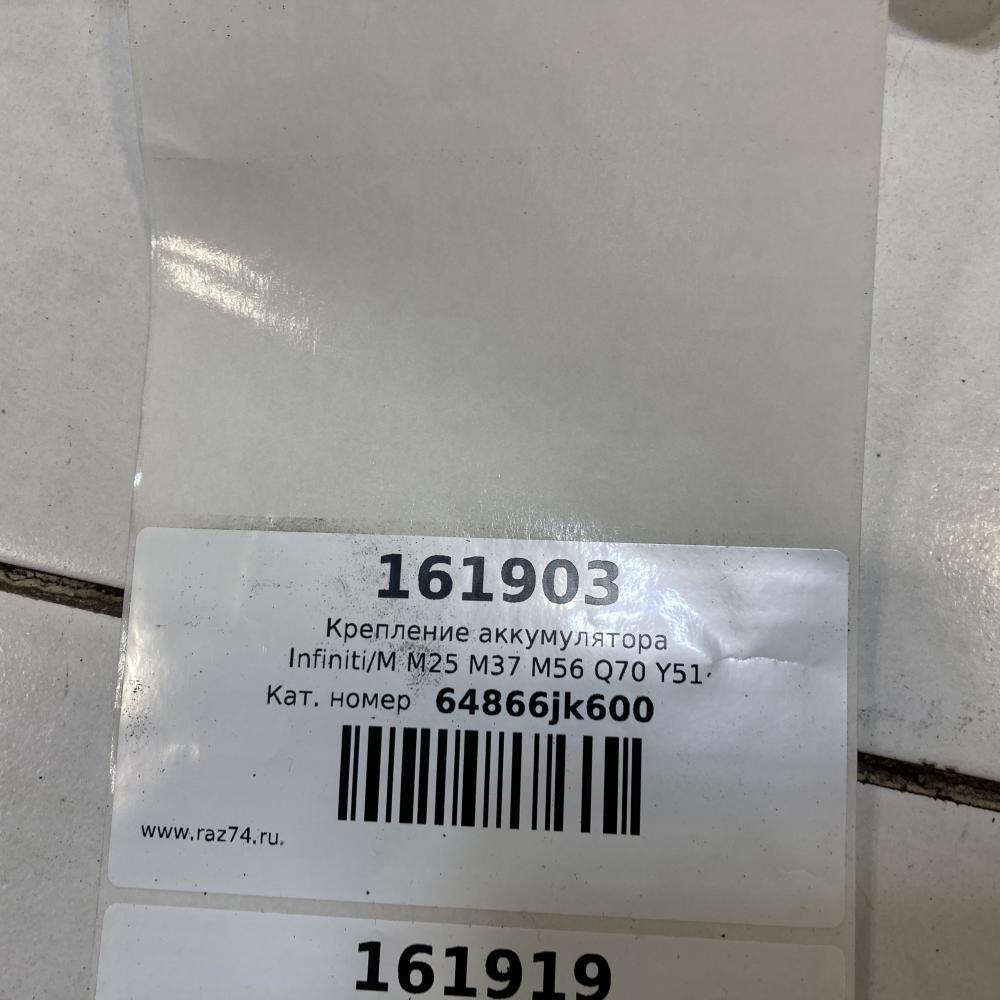 161903
Крепление аккумулятора
Infiniti/M M25 M37 M56 Q70 Y51
Кат. номер 64866jk600
www.raz74.ru
161919